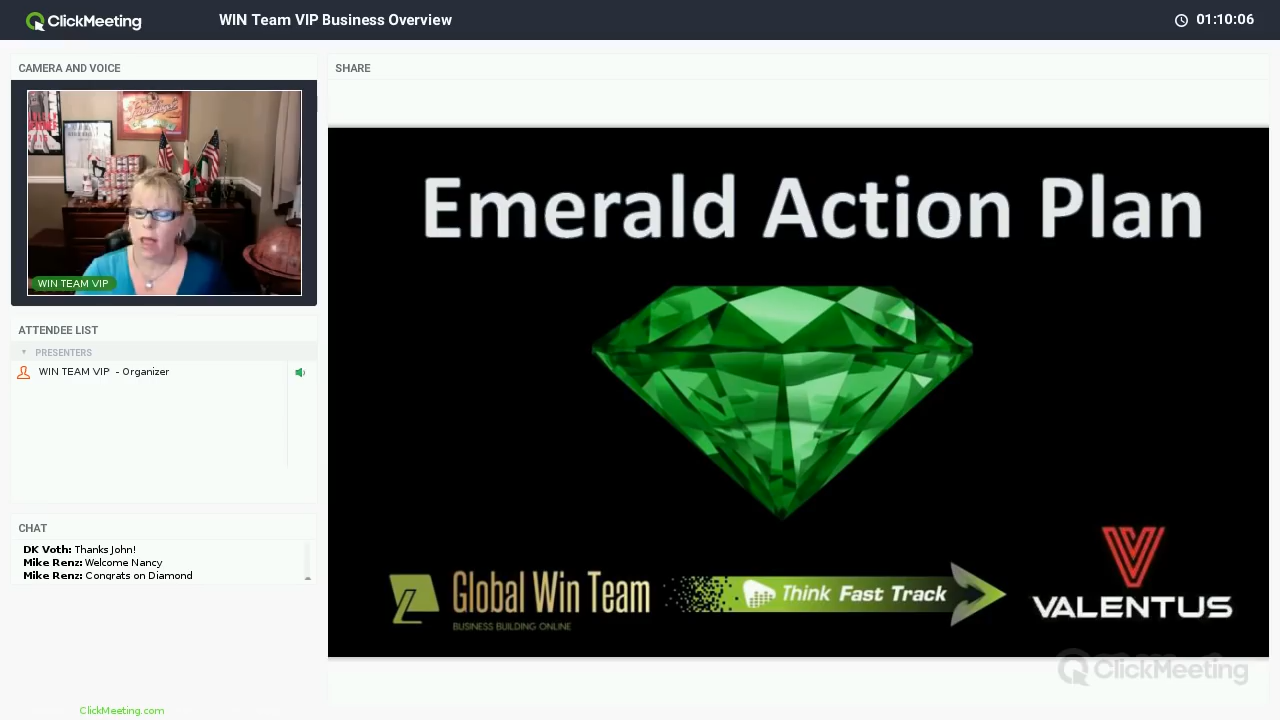 ClickMeeting
WIN Team VIP Business Overview
01:10:06
CAMERA AND VOICE
WIN TEAM VIP
ATTENDEE LIST
PRESENTERS
WIN TEAM VIP - Organizer
CHAT
DK Voth: Thanks John!
Mike Renz: Welcome Nancy
Mike Renz: Congrats on Diamond
ClickMeeting.com
SHARE
Emerald Action Plan
Global Win Team
BUSINESS BUILDING ONLINE
Think Fast Track
VALENTUS
ClickMeeting